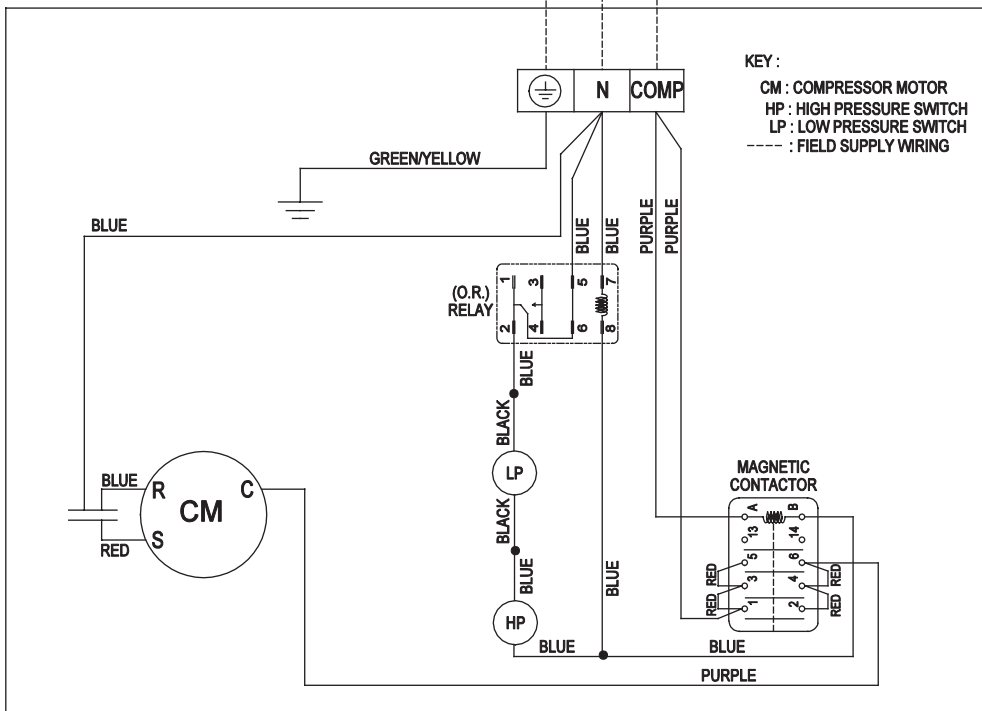 KEY :
CM : COMPRESSOR MOTOR
HP : HIGH PRESSURE SWITCH
LP : LOW PRESSURE SWITCH
---- : FIELD SUPPLY WIRING
N COMP
GREEN/YELLOW
BLUE
BLUE
BLUE
PURPLE
PURPLE
(O.R.)
RELAY
1 3 5 7
2 4 6 8
BLUE
BLACK
LP
BLACK
BLUE
HP
BLUE
BLUE
BLUE
PURPLE
BLUE
RED
R
C
S
CM
MAGNETIC
CONTACTOR
A B
13 14
5 6
3 4
1 2
RED
RED
RED
RED